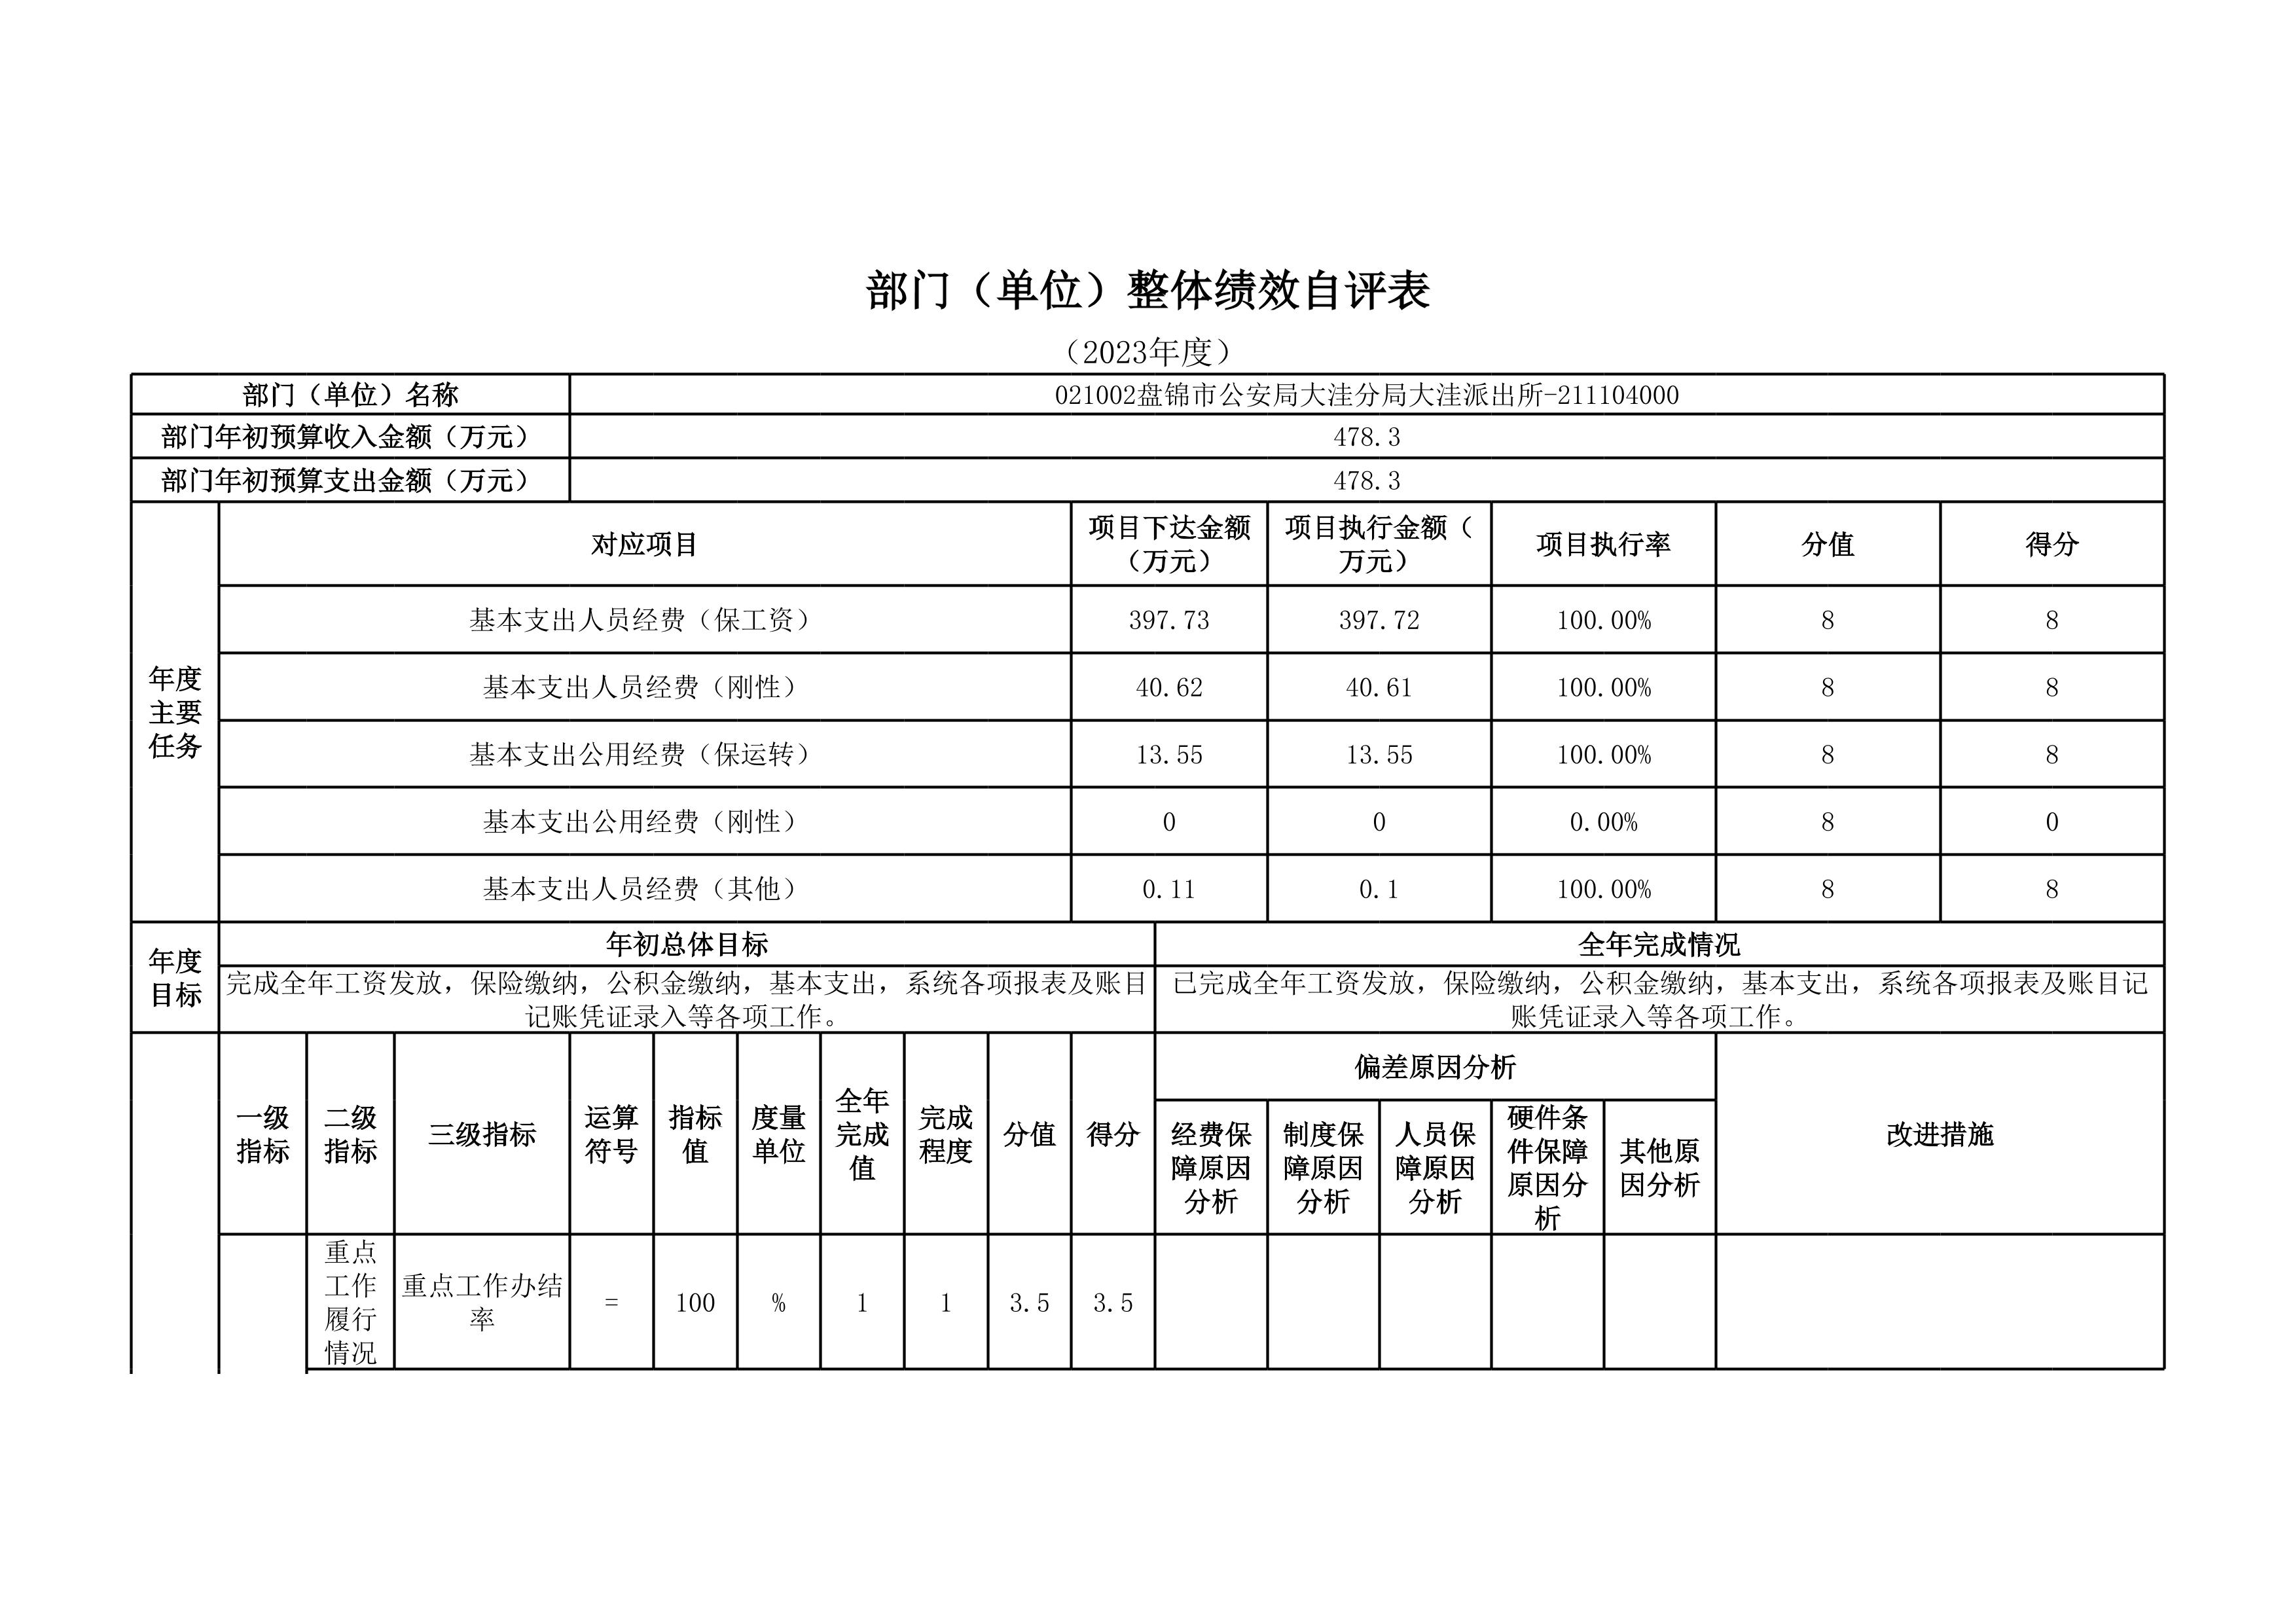 部门（单位）整体绩效自评表
（2023年度）
部门（单位）名称 021002盘锦市公安局大洼分局大洼派出所-211104000
部门年初预算收入金额（万元） 478.3
部门年初预算支出金额（万元） 478.3
年度
主要
任务
对应项目
项目下达金额
（万元）
项目执行金额（
万元）
项目执行率
分值
得分
基本支出人员经费（保工资） 397.73 397.72 100.00% 8 8
基本支出人员经费（刚性） 40.62 40.61 100.00% 8 8
基本支出公用经费（保运转） 13.55 13.55 100.00% 8 8
基本支出公用经费（刚性） 0 0 0.00% 8 0
基本支出人员经费（其他） 0.11 0.1 100.00% 8 8
年度
目标
年初总体目标
全年完成情况
完成全年工资发放，保险缴纳，公积金缴纳，基本支出，系统各项报表及账目
记账凭证录入等各项工作。
已完成全年工资发放，保险缴纳，公积金缴纳，基本支出，系统各项报表及账目记
账凭证录入等各项工作。
一级
指标
二级
指标
三级指标
运算
符号
指标
值
度量
单位
全年
完成
值
完成
程度
分值
得分
偏差原因分析
经费保
障原因
分析
制度保
障原因
分析
人员保
障原因
分析
硬件条
件保障
原因分
析
其他原
因分析
改进措施
重点
工作
履行
情况
重点工作办结
率
= 100 % 1 1 3.5 3.5